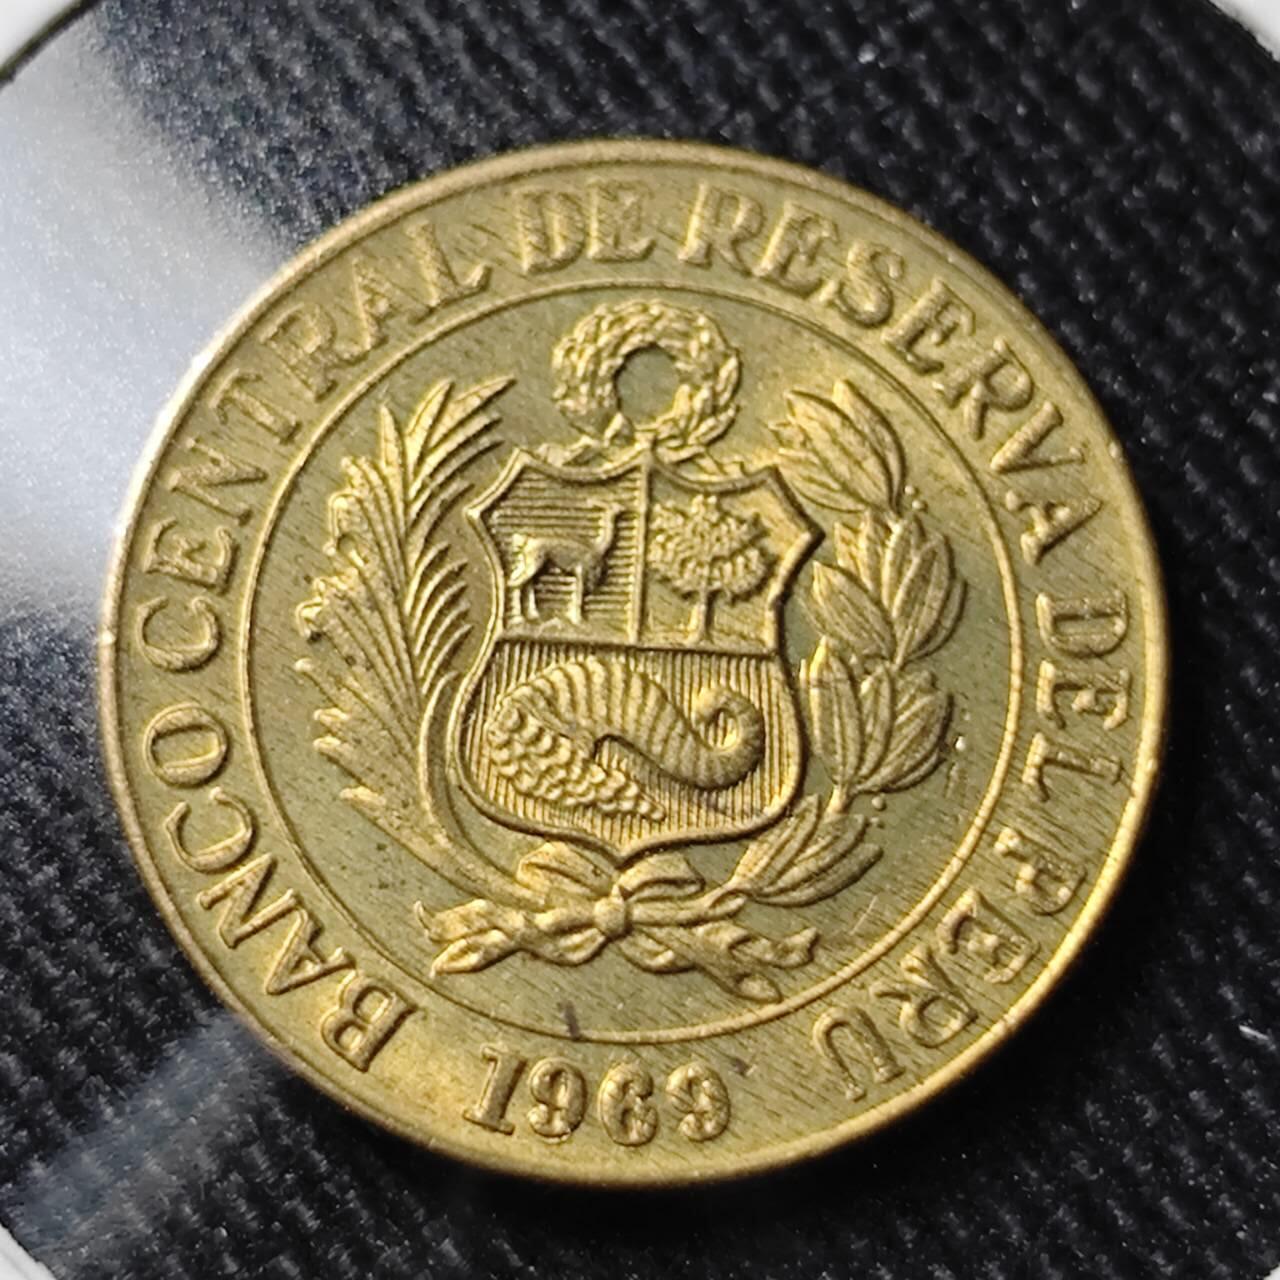 BANCO CENTRAL DE RESERVA DEL PERU
1969